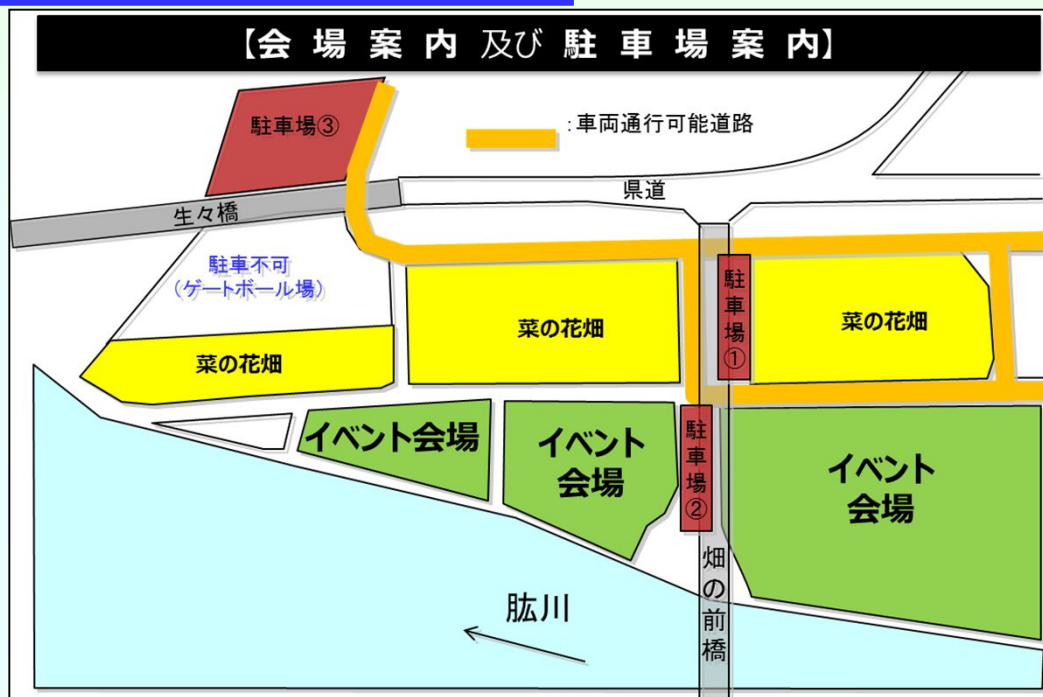 【会 場 案 内 及び 駐 車 場 案 内】
駐車場③
:車両通行可能道路
県道
生々橋
駐車不可
(ゲートボール場)
駐車場①
菜の花畑
菜の花畑
菜の花畑
イベント会場
イベント
会場
駐車場②
イベント
会場
畑の前橋
肱川